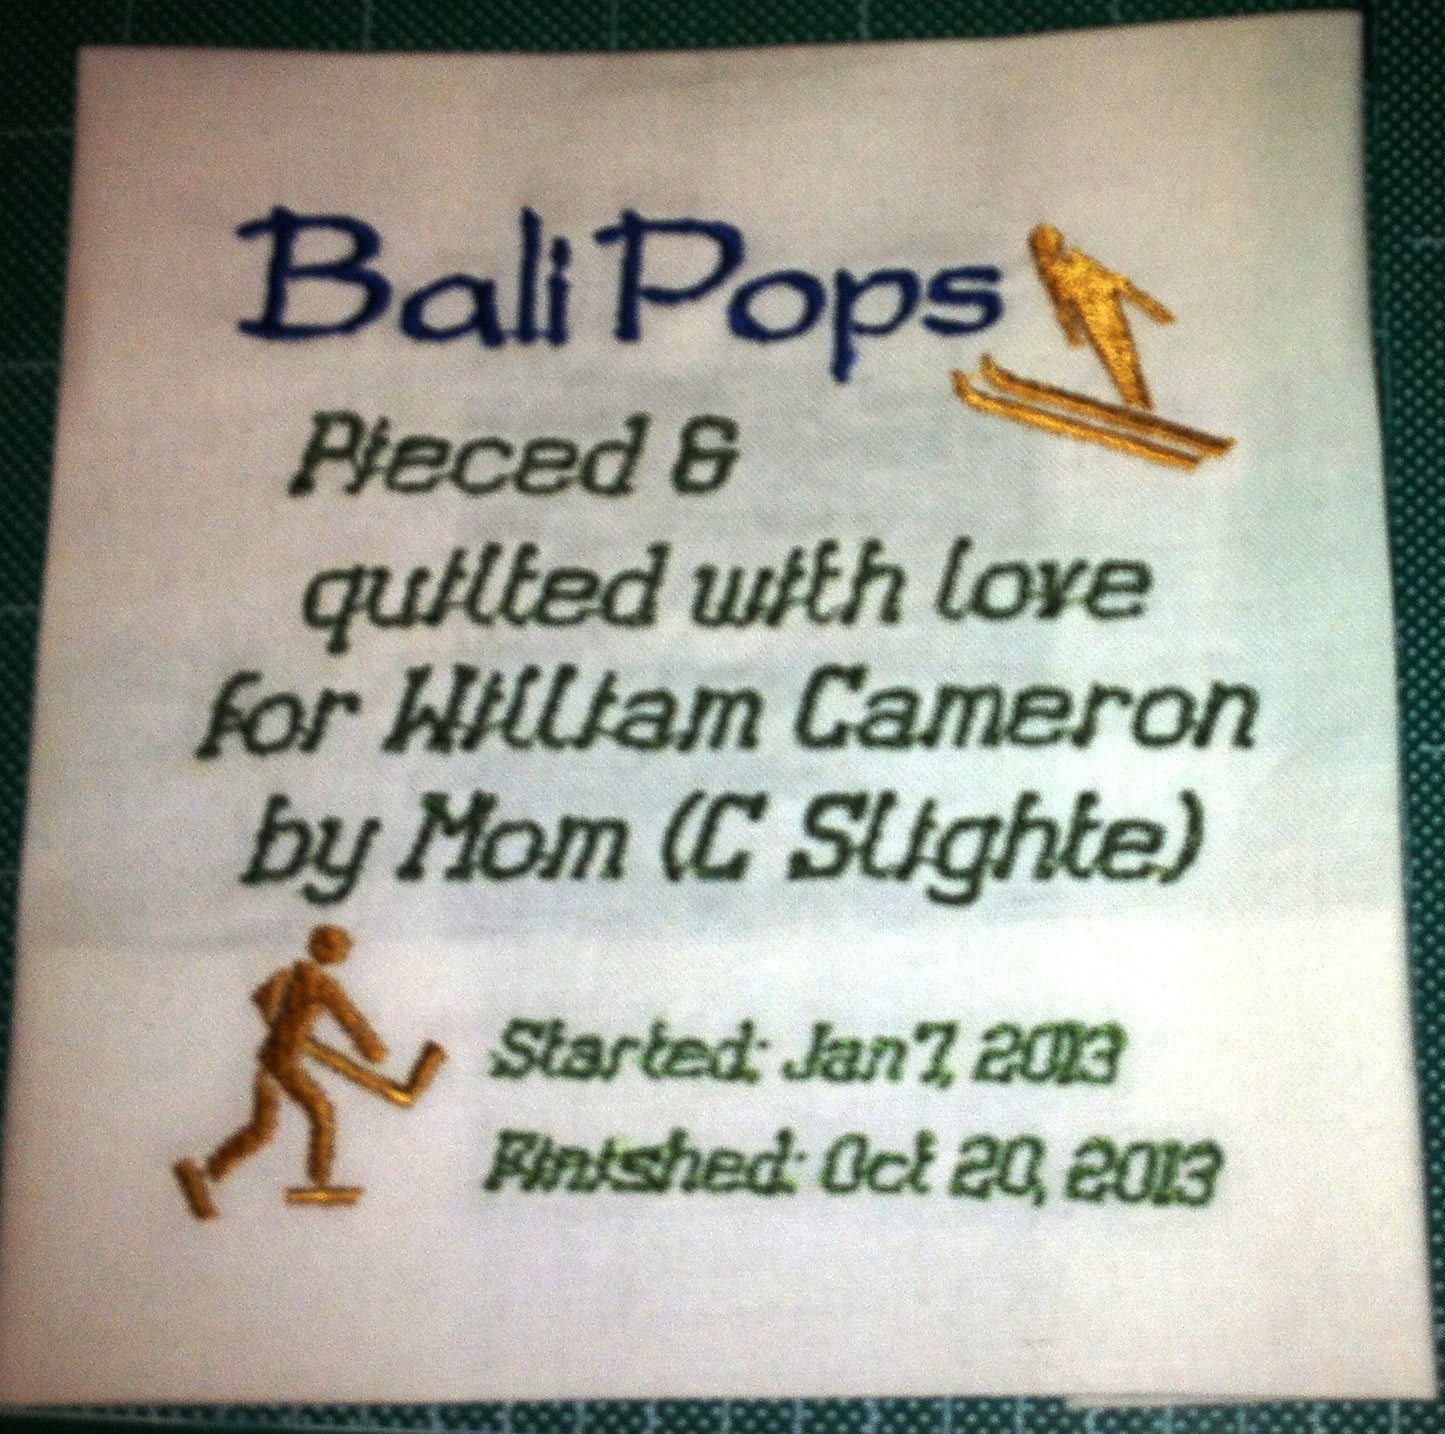 Bali Pops
Pieced &
quilted with love
for William Cameron
by Mom (C Slighte)
Started: Jan 7, 2013
Finished: Oct 20, 2013